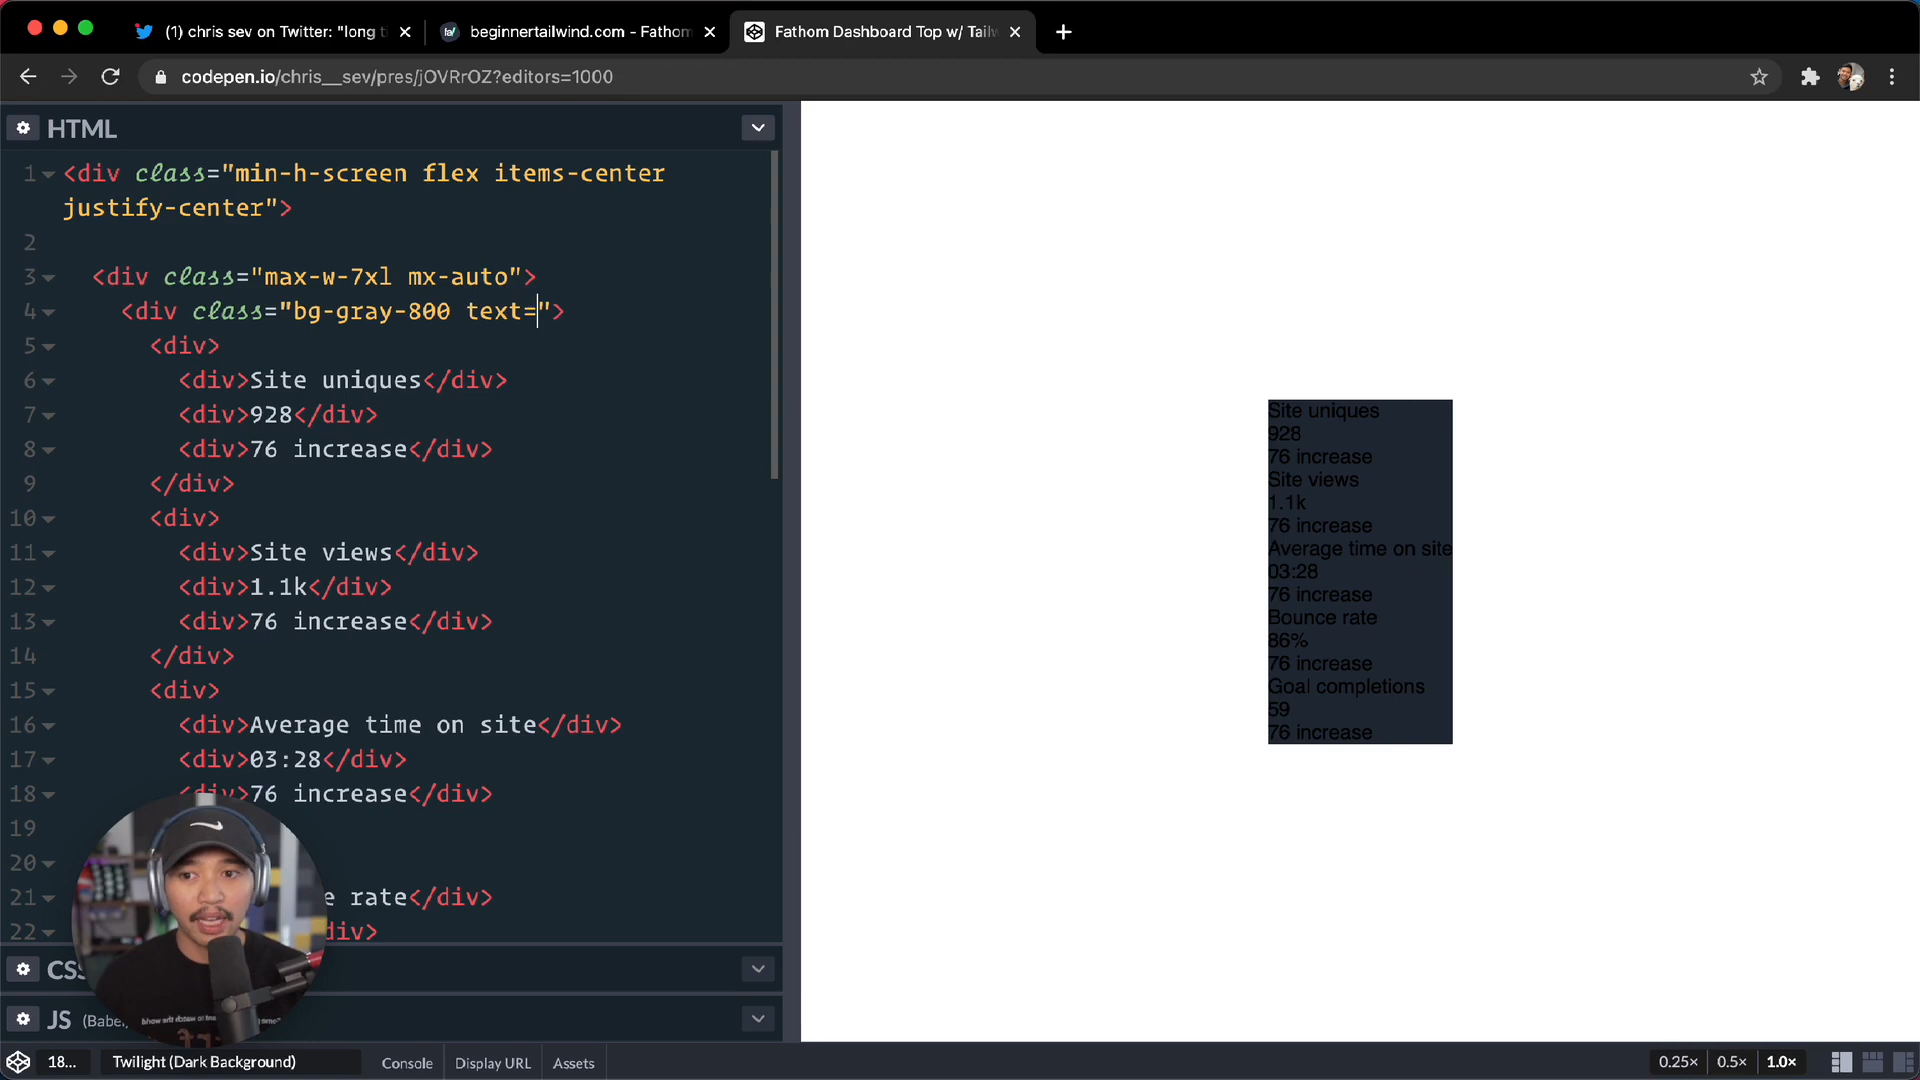 (1) chris sev on Twitter: "long t
beginnertailwind.com - Fathom
Fathom Dashboard Top w/ Tailw
codepen.io/chris__sev/pres/jOVRrOZ?editors=1000
HTML
1 <div class="min-h-screen flex items-center
justify-center">
2
3 <div class="max-w-7xl mx-auto">
4 <div class="bg-gray-800 text=">
5 <div>
6 <div>Site uniques</div>
7 <div>928</div>
8 <div>76 increase</div>
9 </div>
10 <div>
11 <div>Site views</div>
12 <div>1.1k</div>
13 <div>76 increase</div>
14 </div>
15 <div>
16 <div>Average time on site</div>
17 <div>03:28</div>
18 <div>76 increase</div>
19
20
21 e rate</div>
22 div>
CSS
JS (Babel)
Site uniques
928
76 increase
Site views
1.1k
76 increase
Average time on site
03:28
76 increase
Bounce rate
86%
76 increase
Goal completions
59
76 increase
18... Twilight (Dark Background) Console Display URL Assets 0.25× 0.5× 1.0×